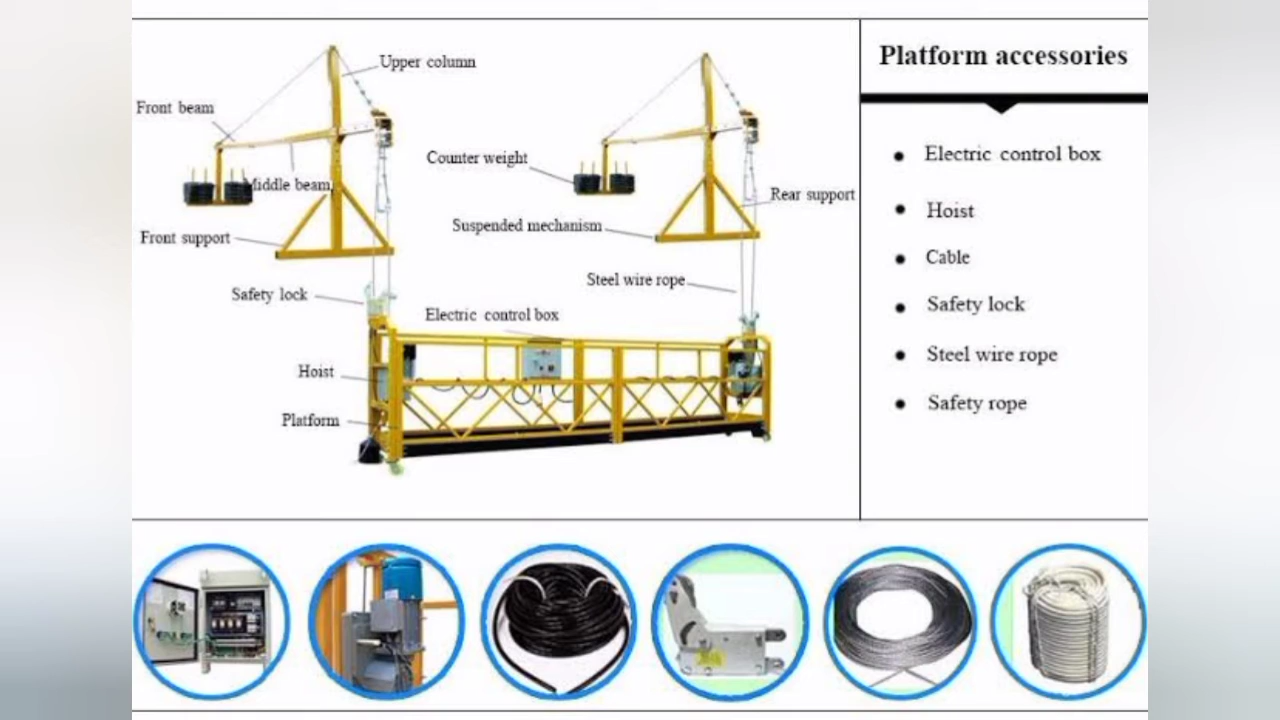 Upper column
Front beam
Middle beam
Front support
Counter weight
Rear support
Suspended mechanism
Steel wire rope
Safety lock
Electric control box
Hoist
Platform
Platform accessories
Electric control box
Hoist
Cable
Safety lock
Steel wire rope
Safety rope